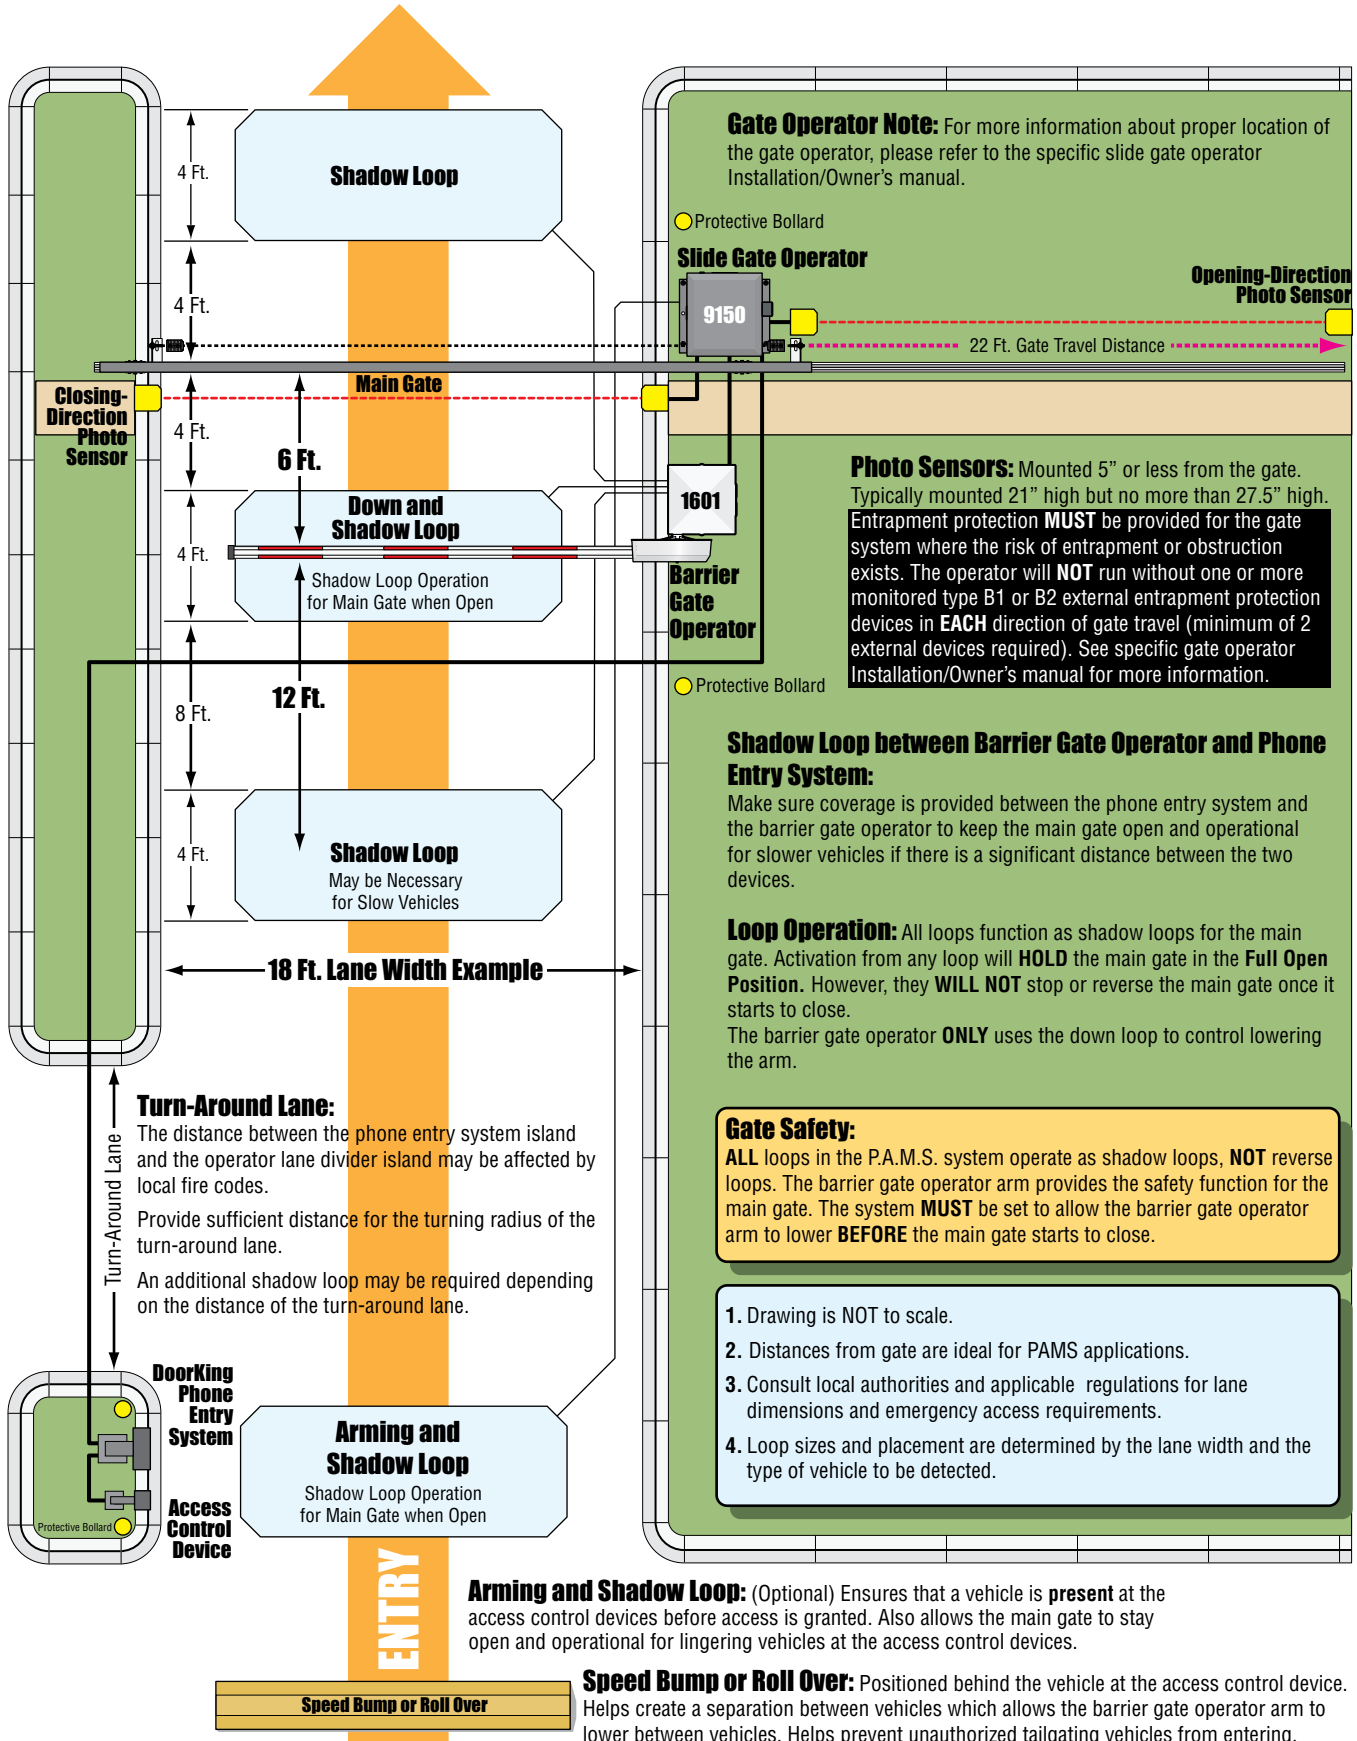 4 Ft.
Shadow Loop
Gate Operator Note: For more information about proper location of
the gate operator, please refer to the specific slide gate operator
Installation/Owner's manual.
Protective Bollard
Slide Gate Operator
9150
Opening-Direction
Photo Sensor
4 Ft.
22 Ft. Gate Travel Distance
Main Gate
Closing-
Direction
Photo
Sensor
4 Ft.
6 Ft.
Photo Sensors: Mounted 5” or less from the gate.
Typically mounted 21” high but no more than 27.5” high.
Entrapment protection MUST be provided for the gate
system where the risk of entrapment or obstruction
exists. The operator will NOT run without one or more
monitored type B1 or B2 external entrapment protection
devices in EACH direction of gate travel (minimum of 2
external devices required). See specific gate operator
Installation/Owner's manual for more information.
1601
Down and
Shadow Loop
4 Ft.
Shadow Loop Operation
for Main Gate when Open
Barrier
Gate
Operator
Protective Bollard
12 Ft.
8 Ft.
Shadow Loop between Barrier Gate Operator and Phone
Entry System:
Make sure coverage is provided between the phone entry system and
the barrier gate operator to keep the main gate open and operational
for slower vehicles if there is a significant distance between the two
devices.
4 Ft.
Shadow Loop
May be Necessary
for Slow Vehicles
Loop Operation: All loops function as shadow loops for the main
gate. Activation from any loop will HOLD the main gate in the Full Open
Position. However, they WILL NOT stop or reverse the main gate once it
starts to close.
The barrier gate operator ONLY uses the down loop to control lowering
the arm.
18 Ft. Lane Width Example
Turn-Around Lane
Turn-Around Lane:
The distance between the phone entry system island
and the operator lane divider island may be affected by
local fire codes.
Provide sufficient distance for the turning radius of the
turn-around lane.
An additional shadow loop may be required depending
on the distance of the turn-around lane.
Gate Safety:
ALL loops in the P.A.M.S. system operate as shadow loops, NOT reverse
loops. The barrier gate operator arm provides the safety function for the
main gate. The system MUST be set to allow the barrier gate operator
arm to lower BEFORE the main gate starts to close.
1. Drawing is NOT to scale.
2. Distances from gate are ideal for PAMS applications.
3. Consult local authorities and applicable regulations for lane
dimensions and emergency access requirements.
4. Loop sizes and placement are determined by the lane width and the
type of vehicle to be detected.
DoorKing
Phone
Entry
System
Access
Control
Device
Protective Bollard
Arming and
Shadow Loop
Shadow Loop Operation
for Main Gate when Open
ENTRY
Arming and Shadow Loop: (Optional) Ensures that a vehicle is present at the
access control devices before access is granted. Also allows the main gate to stay
open and operational for lingering vehicles at the access control devices.
Speed Bump or Roll Over
Speed Bump or Roll Over: Positioned behind the vehicle at the access control device.
Helps create a separation between vehicles which allows the barrier gate operator arm to
lower between vehicles. Helps prevent unauthorized tailgating vehicles from entering.